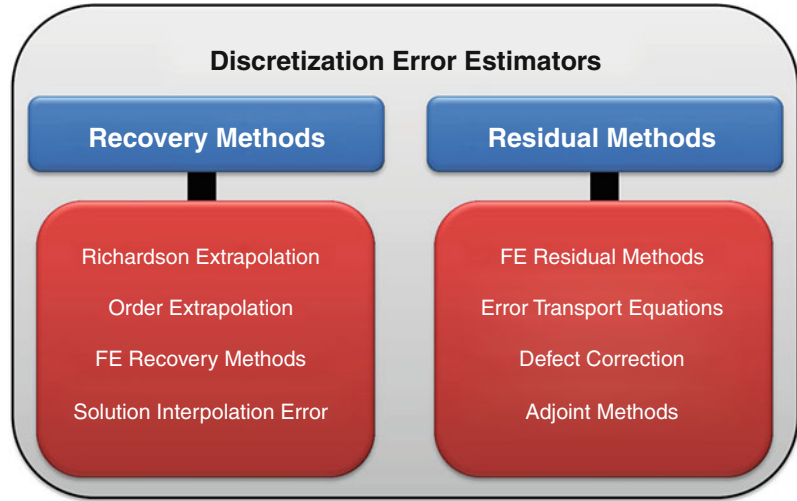 Discretization Error Estimators
Recovery Methods
Richardson Extrapolation
Order Extrapolation
FE Recovery Methods
Solution Interpolation Error
Residual Methods
FE Residual Methods
Error Transport Equations
Defect Correction
Adjoint Methods